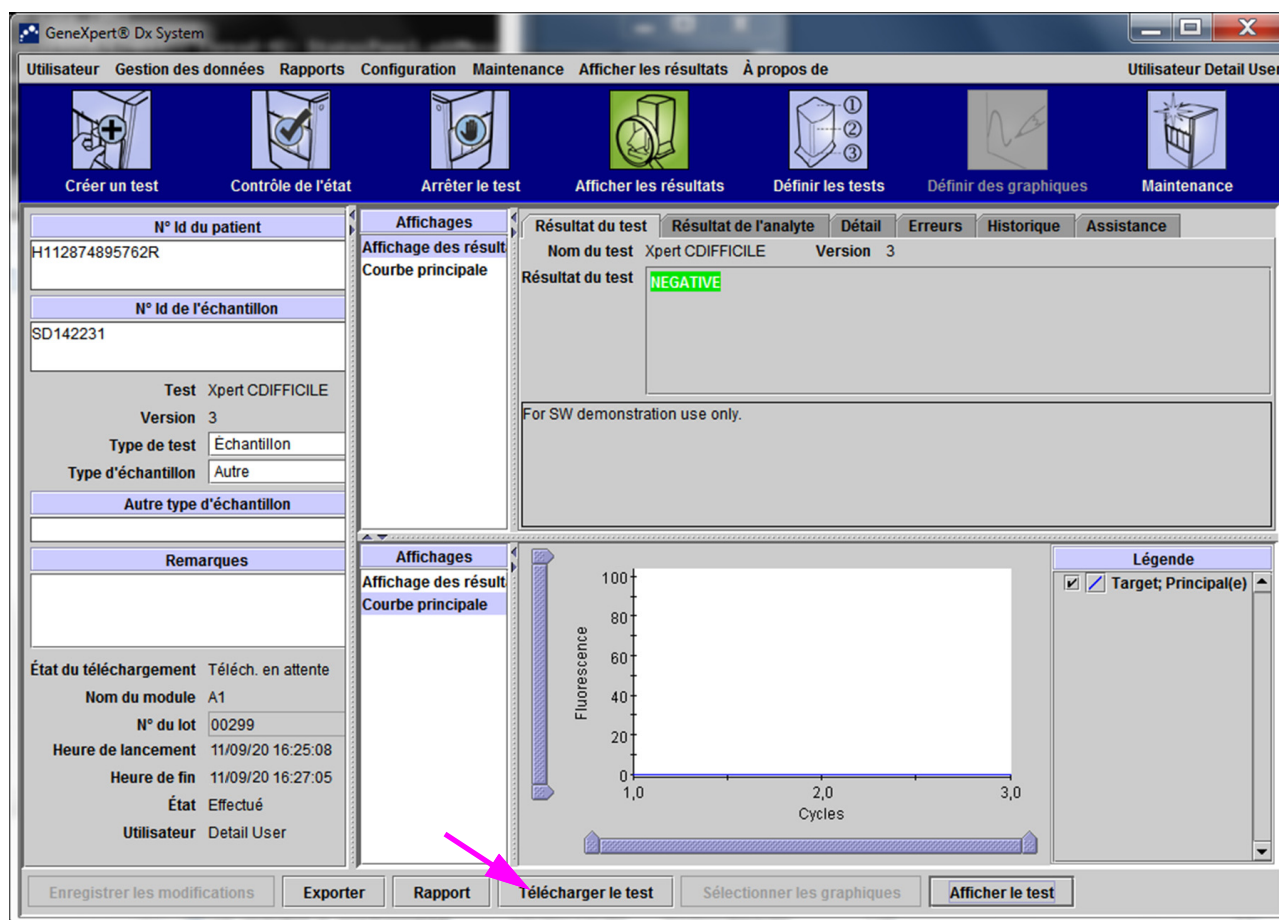 GeneXpert® Dx System
Utilisateur Gestion des données Rapports Configuration Maintenance Afficher les résultats À propos de Utilisateur Detail User
Créer un test Contrôle de l'état Arrêter le test Afficher les résultats Définir les tests Définir des graphiques Maintenance
N° Id du patient
H112874895762R
N° Id de l'échantillon
SD142231
Test Xpert CDIFFICILE
Version 3
Type de test Échantillon
Type d'échantillon Autre
Autre type d'échantillon
Remarques
État du téléchargement Téléch. en attente
Nom du module A1
N° du lot 00299
Heure de lancement 11/09/20 16:25:08
Heure de fin 11/09/20 16:27:05
État Effectué
Utilisateur Detail User
Affichages
Affichage des résult
Courbe principale
Résultat du test Résultat de l'analyte Détail Erreurs Historique Assistance
Nom du test Xpert CDIFFICILE Version 3
Résultat du test NEGATIVE
For SW demonstration use only.
Affichages
Affichage des résult
Courbe principale
Fluorescence
100
80
60
40
20
0
1,0 2,0 3,0
Cycles
Légende
Target; Principal(e)
Enregistrer les modifications Exporter Rapport Télécharger le test Sélectionner les graphiques Afficher le test